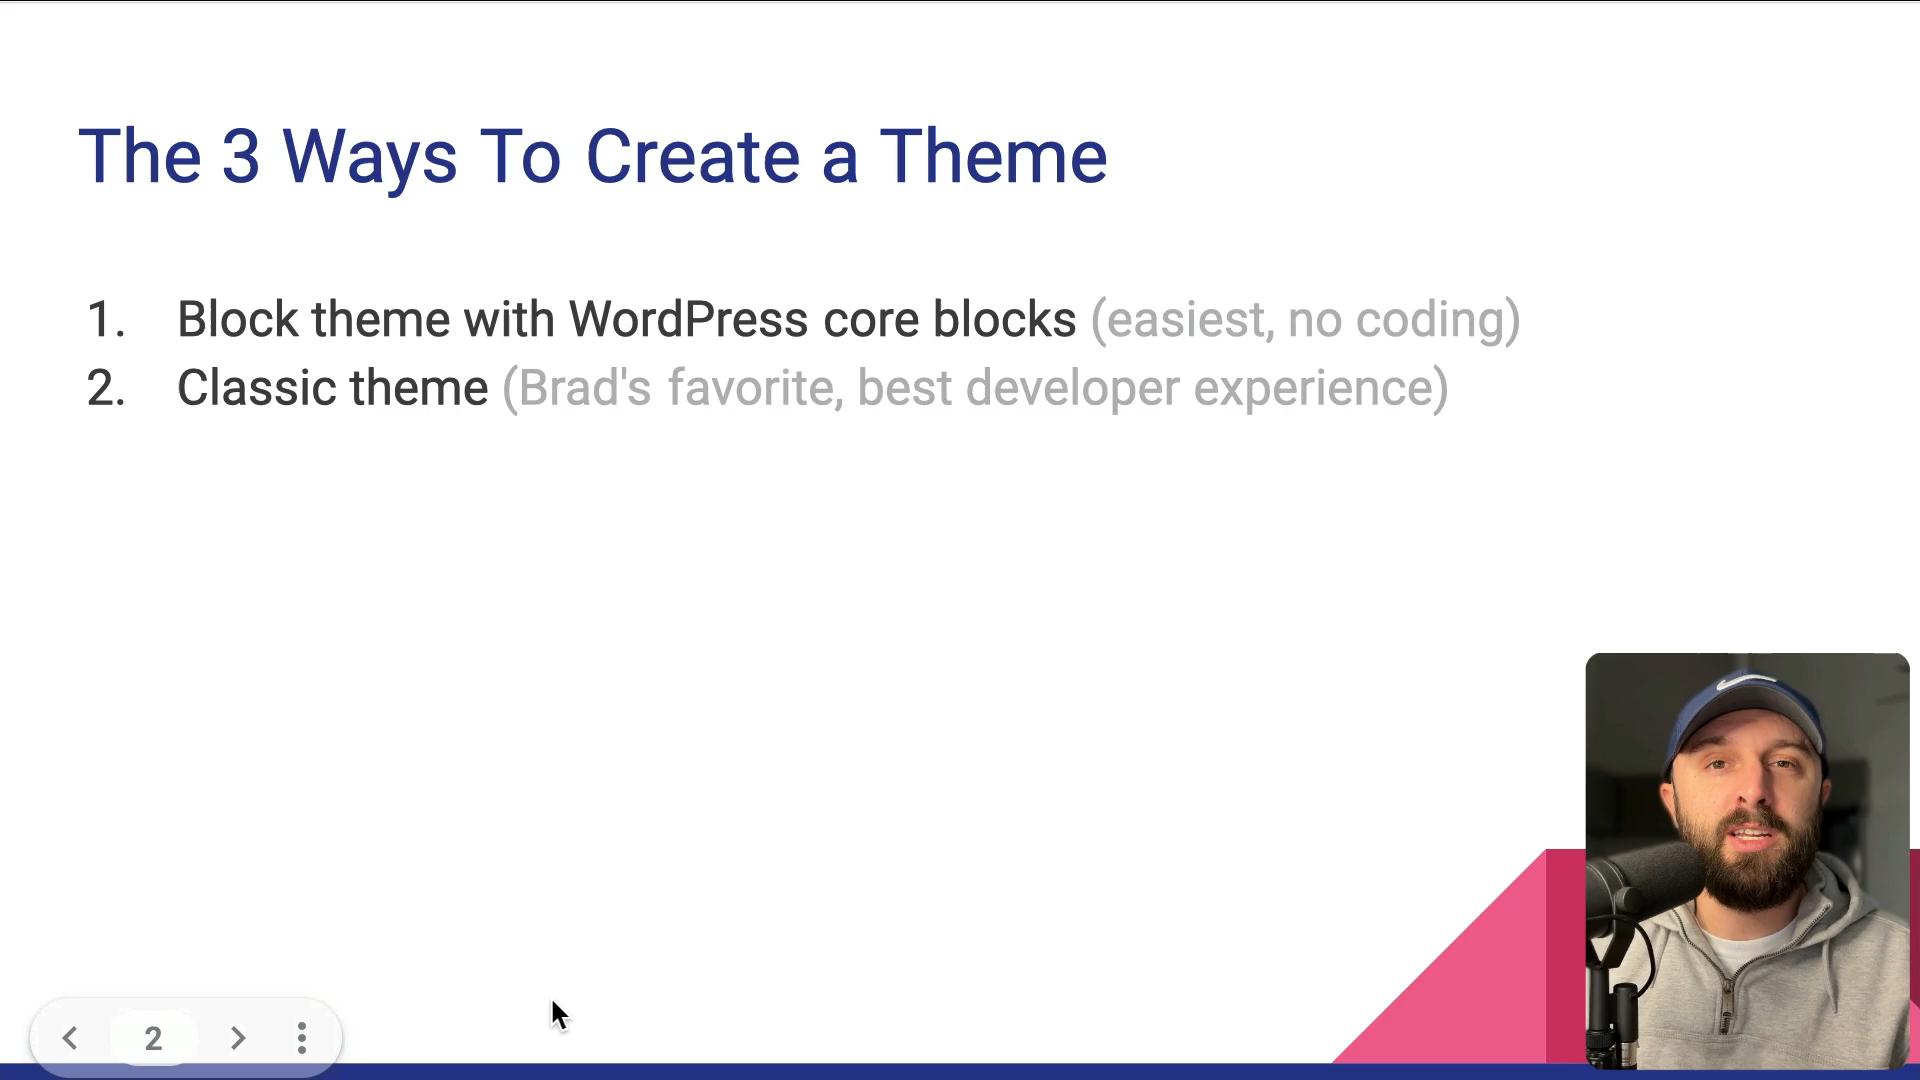 The 3 Ways To Create a Theme
1. Block theme with WordPress core blocks (easiest, no coding)
2. Classic theme (Brad's favorite, best developer experience)
2